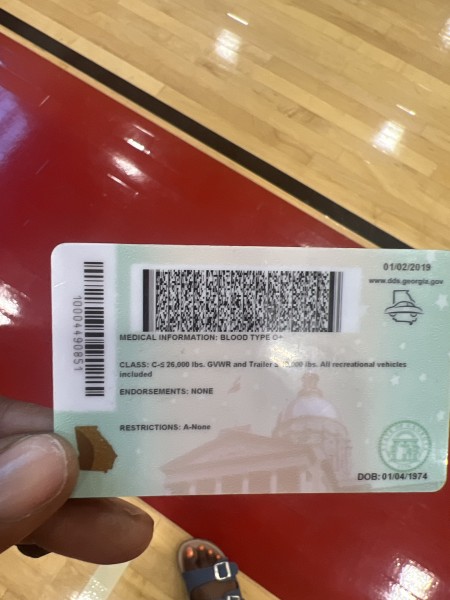 01/02/2019
www.dds.georgia.gov
10004490851
MEDICAL INFORMATION: BLOOD TYPE O+
CLASS: C-≤ 26,000 lbs. GVWR and Trailer lbs. All recreational vehicles
included
ENDORSEMENTS: NONE
RESTRICTIONS: A-None
DOB: 01/04/1974